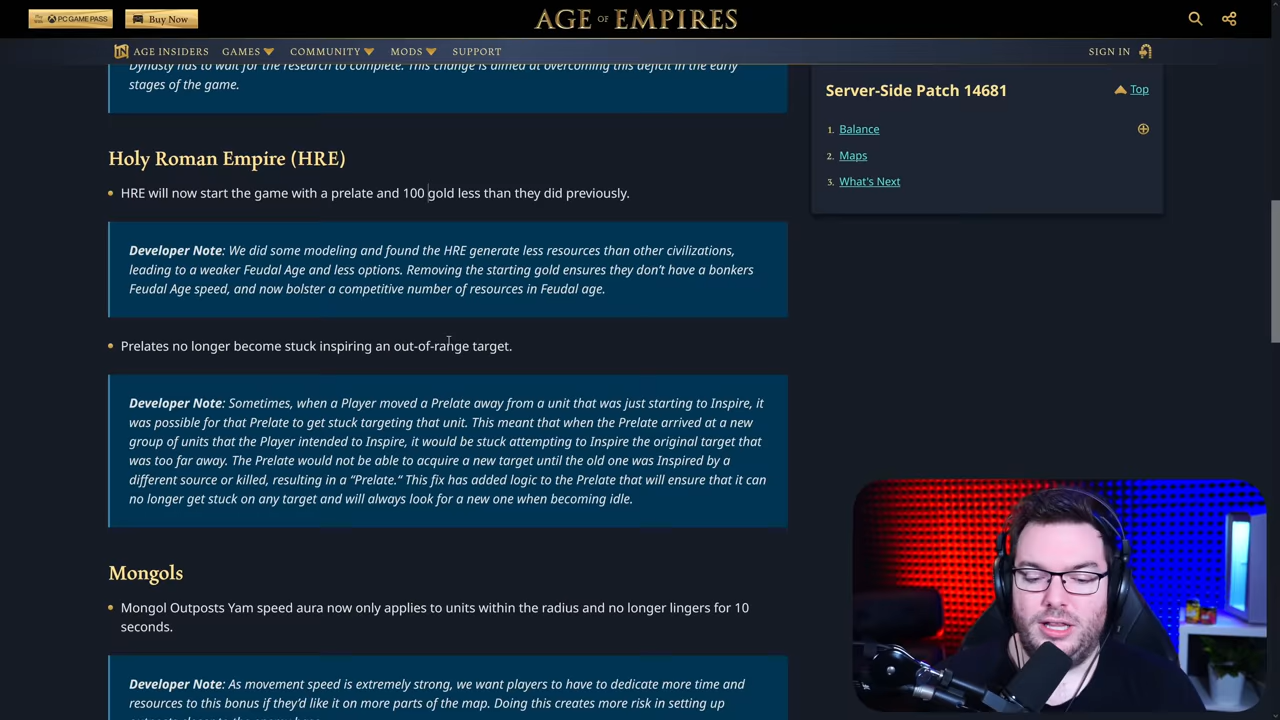 PC GAME PASS
Buy Now
AGE OF EMPIRES
AGE INSIDERS GAMES COMMUNITY MODS SUPPORT
SIGN IN
Dynasty has to wait for the research to complete. This change is aimed at overcoming this deficit in the early
stages of the game.
Server-Side Patch 14681
Top
1. Balance
2. Maps
3. What's Next
Holy Roman Empire (HRE)
HRE will now start the game with a prelate and 100 gold less than they did previously.
Developer Note: We did some modeling and found the HRE generate less resources than other civilizations,
leading to a weaker Feudal Age and less options. Removing the starting gold ensures they don’t have a bonkers
Feudal Age speed, and now bolster a competitive number of resources in Feudal age.
Prelates no longer become stuck inspiring an out-of-range target.
Developer Note: Sometimes, when a Player moved a Prelate away from a unit that was just starting to Inspire, it
was possible for that Prelate to get stuck targeting that unit. This meant that when the Prelate arrived at a new
group of units that the Player intended to Inspire, it would be stuck attempting to Inspire the original target that
was too far away. The Prelate would not be able to acquire a new target until the old one was Inspired by a
different source or killed, resulting in a “Prelate.“ This fix has added logic to the Prelate that will ensure that it can
no longer get stuck on any target and will always look for a new one when becoming idle.
Mongols
Mongol Outposts Yam speed aura now only applies to units within the radius and no longer lingers for 10
seconds.
Developer Note: As movement speed is extremely strong, we want players to have to dedicate more time and
resources to this bonus if they’d like it on more parts of the map. Doing this creates more risk in setting up